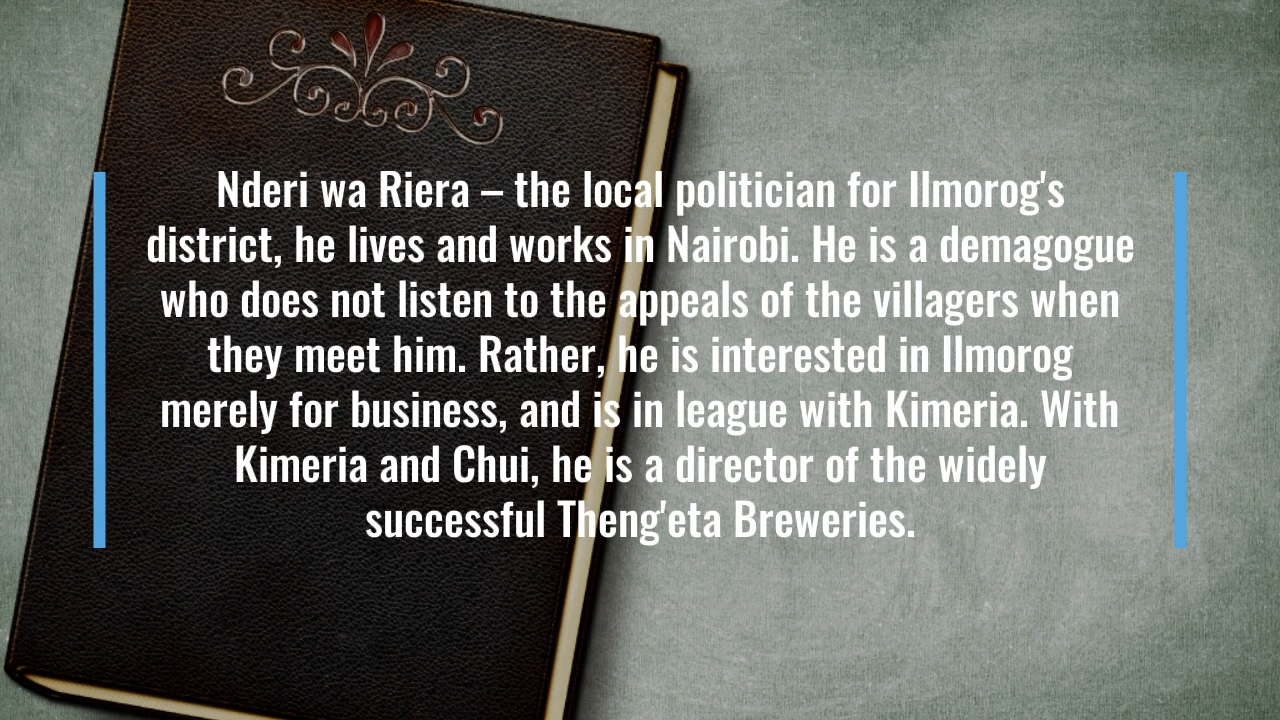 Nderi wa Riera – the local politician for Ilmorog's
district, he lives and works in Nairobi. He is a demagogue
who does not listen to the appeals of the villagers when
they meet him. Rather, he is interested in Ilmorog
merely for business, and is in league with Kimeria. With
Kimeria and Chui, he is a director of the widely
successful Theng'eta Breweries.